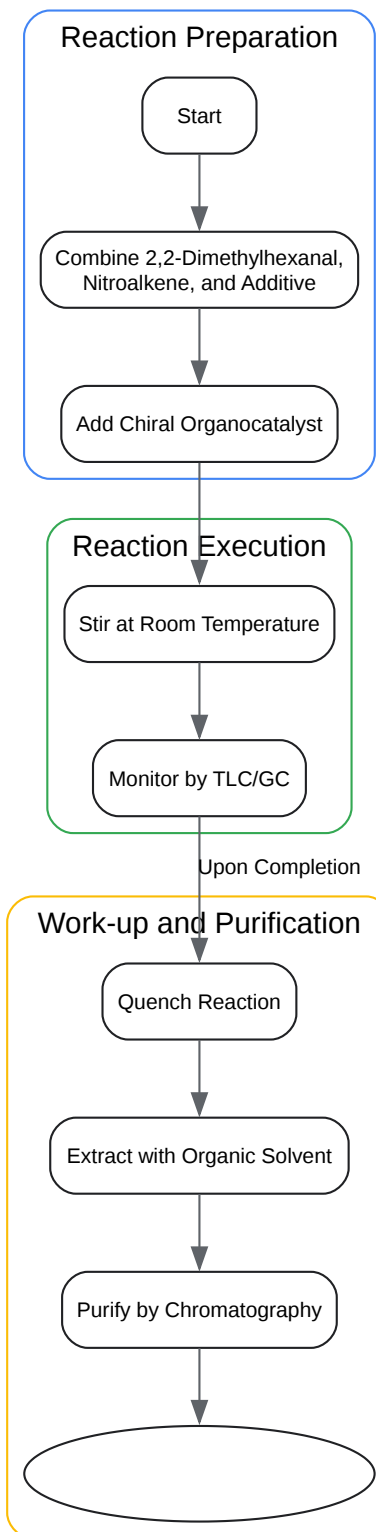 Reaction Preparation
Start
Combine 2,2-Dimethylhexanal,
Nitroalkene, and Additive
Add Chiral Organocatalyst
Reaction Execution
Stir at Room Temperature
Monitor by TLC/GC
Upon Completion
Work-up and Purification
Quench Reaction
Extract with Organic Solvent
Purify by Chromatography